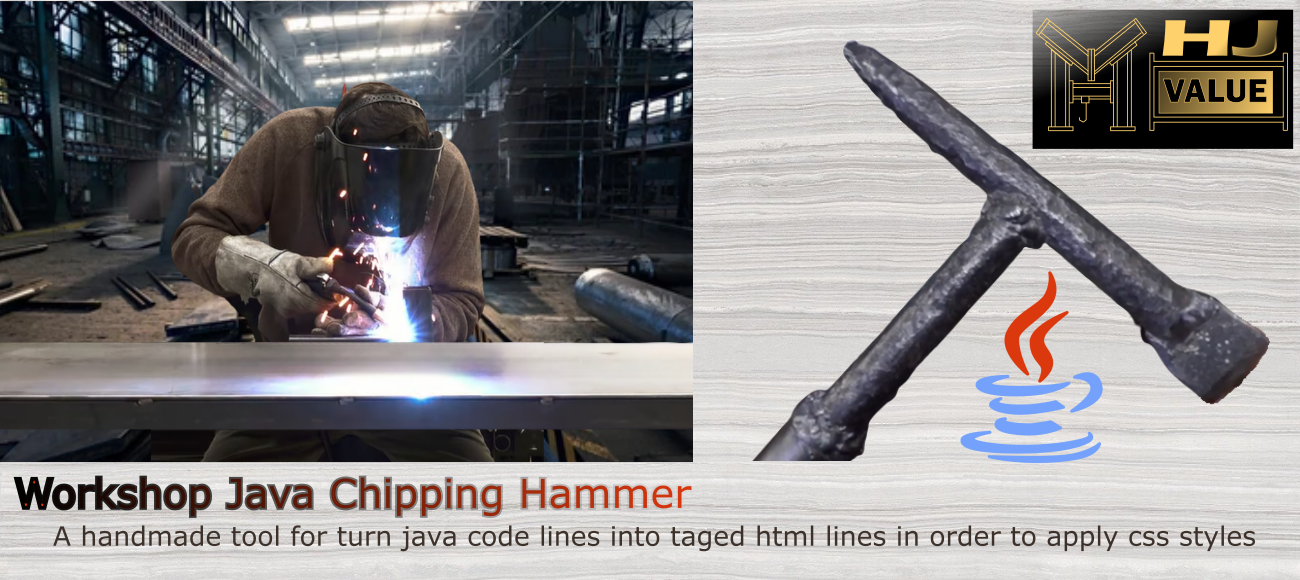 HJ
VALUE
Workshop Java Chipping Hammer
A handmade tool for turn java code lines into taged html lines in order to apply css styles